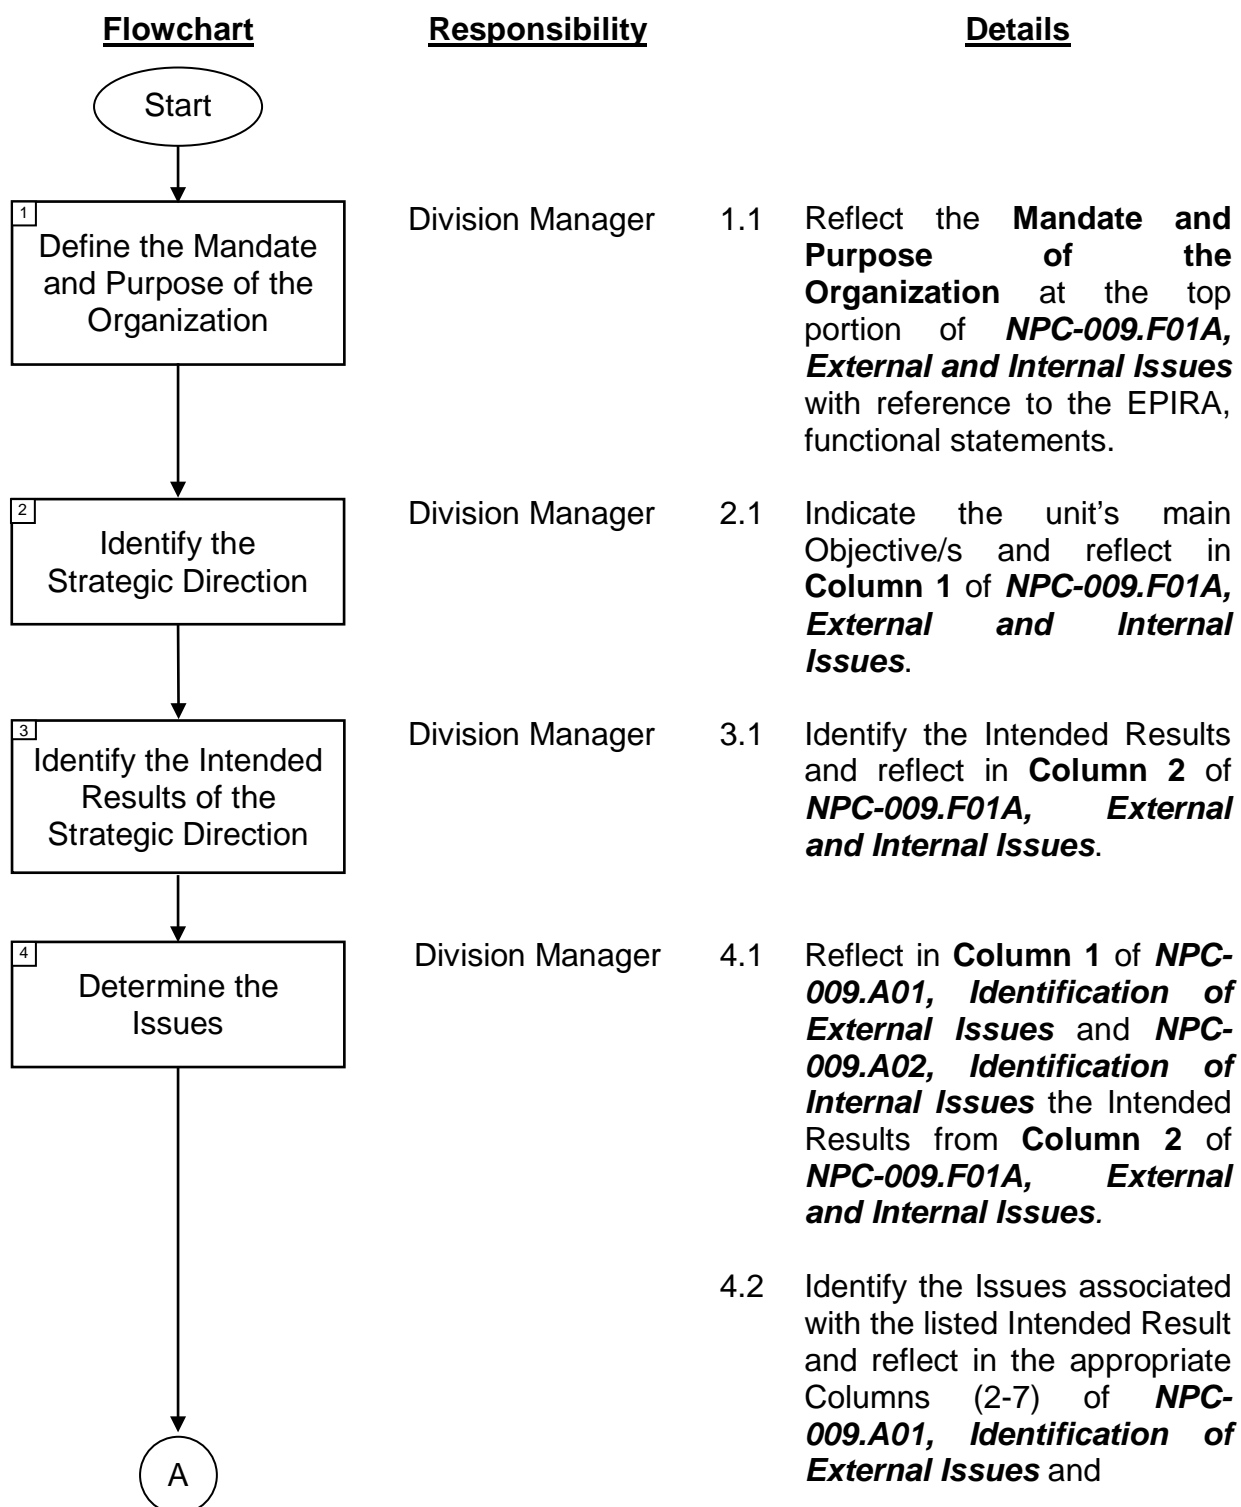 Flowchart Responsibility Details
Start
1
Define the Mandate
and Purpose of the
Organization
Division Manager
1.1 Reflect the Mandate and
Purpose of the
Organization at the top
portion of NPC-009.F01A,
External and Internal Issues
with reference to the EPIRA,
functional statements.
2
Identify the
Strategic Direction
Division Manager
2.1 Indicate the unit's main
Objective/s and reflect in
Column 1 of NPC-009.F01A,
External and Internal
Issues.
3
Identify the Intended
Results of the
Strategic Direction
Division Manager
3.1 Identify the Intended Results
and reflect in Column 2 of
NPC-009.F01A, External
and Internal Issues.
4
Determine the
Issues
Division Manager
4.1 Reflect in Column 1 of NPC-
009.A01, Identification of
External Issues and NPC-
009.A02, Identification of
Internal Issues the Intended
Results from Column 2 of
NPC-009.F01A, External
and Internal Issues.
4.2 Identify the Issues associated
with the listed Intended Result
and reflect in the appropriate
Columns (2-7) of NPC-
009.A01, Identification of
External Issues and
A